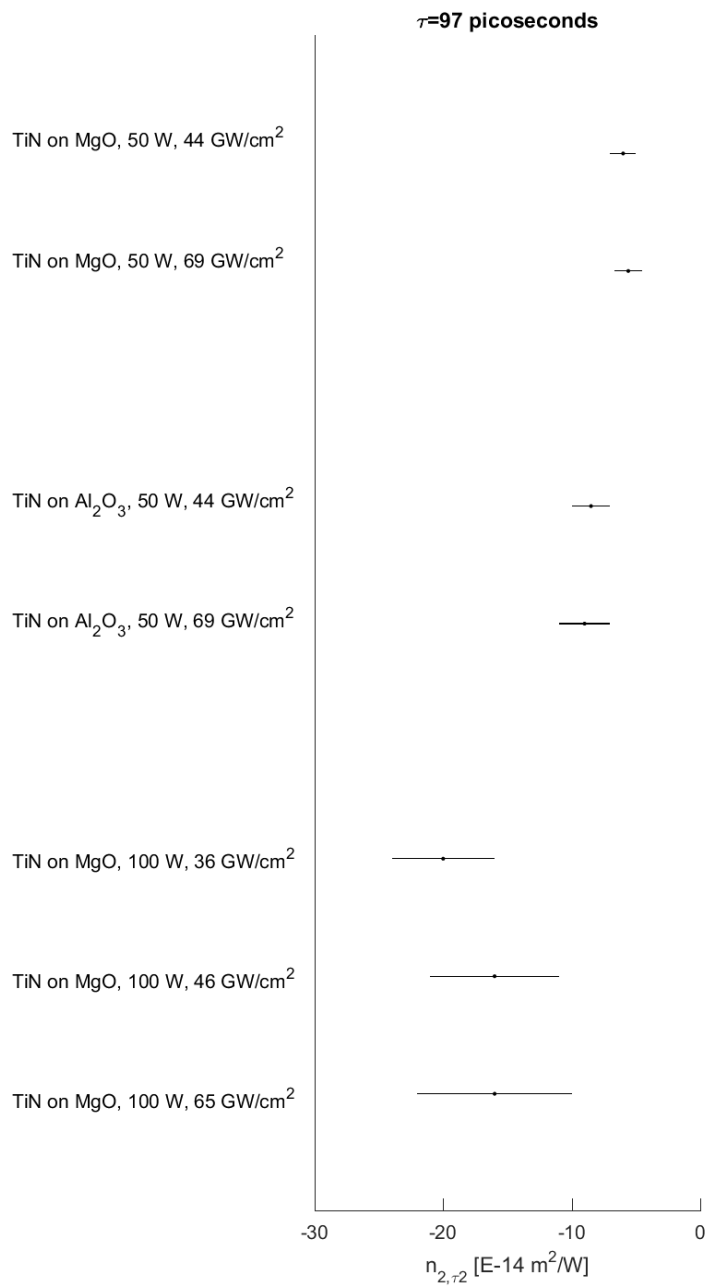 τ=97 picoseconds
TiN on MgO, 50 W, 44 GW/cm²
TiN on MgO, 50 W, 69 GW/cm²
TiN on Al₂O₃, 50 W, 44 GW/cm²
TiN on Al₂O₃, 50 W, 69 GW/cm²
TiN on MgO, 100 W, 36 GW/cm²
TiN on MgO, 100 W, 46 GW/cm²
TiN on MgO, 100 W, 65 GW/cm²
-30 -20 -10 0
n₂,τ₂ [E-14 m²/W]